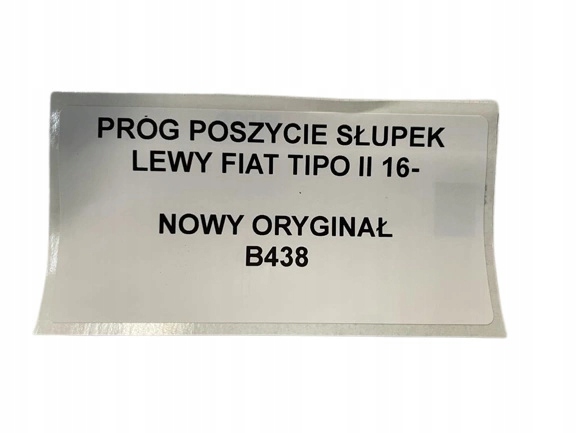 PRÓG POSZYCIE SŁUPEK
LEWY FIAT TIPO II 16-
NOWY ORYGINAŁ
B438